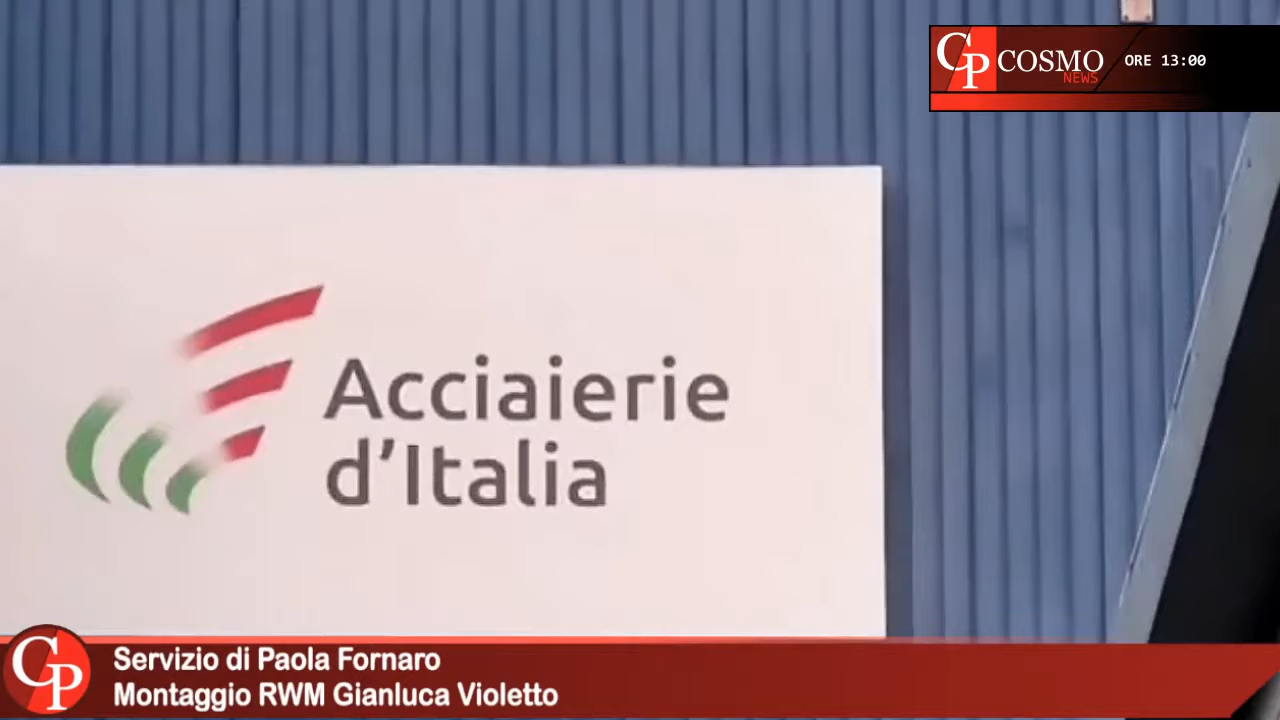 CP COSMO NEWS ORE 13:00
Acciaierie
d'Italia
CP
Servizio di Paola Fornaro
Montaggio RWM Gianluca Violetto